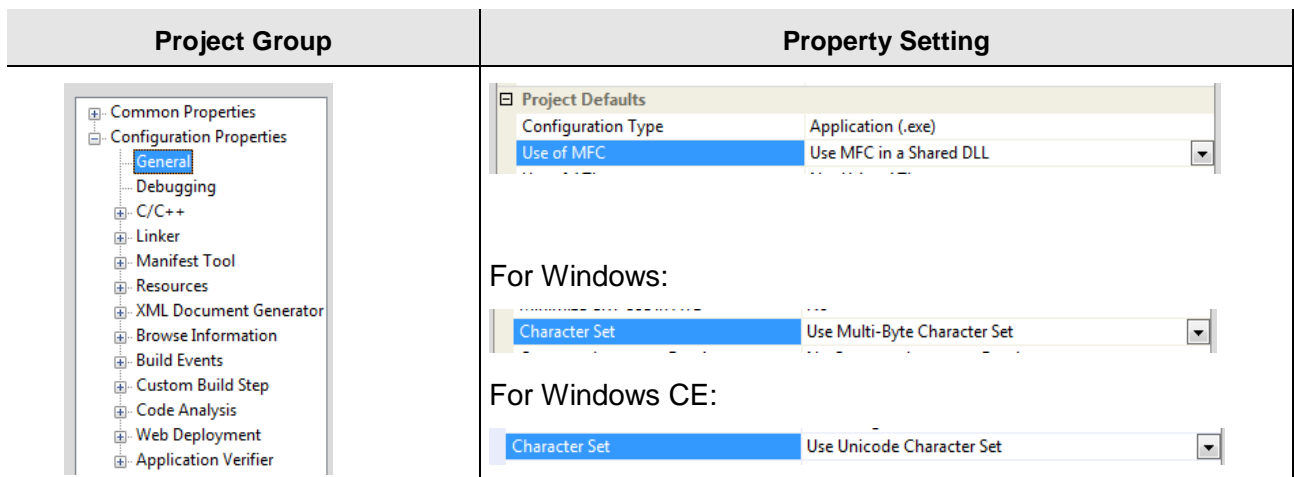 Project Group
Property Setting
Common Properties
Configuration Properties
General
Debugging
C/C++
Linker
Manifest Tool
Resources
XML Document Generator
Browse Information
Build Events
Custom Build Step
Code Analysis
Web Deployment
Application Verifier
Project Defaults
Configuration Type Application (.exe)
Use of MFC Use MFC in a Shared DLL
For Windows:
Character Set Use Multi-Byte Character Set
For Windows CE:
Character Set Use Unicode Character Set